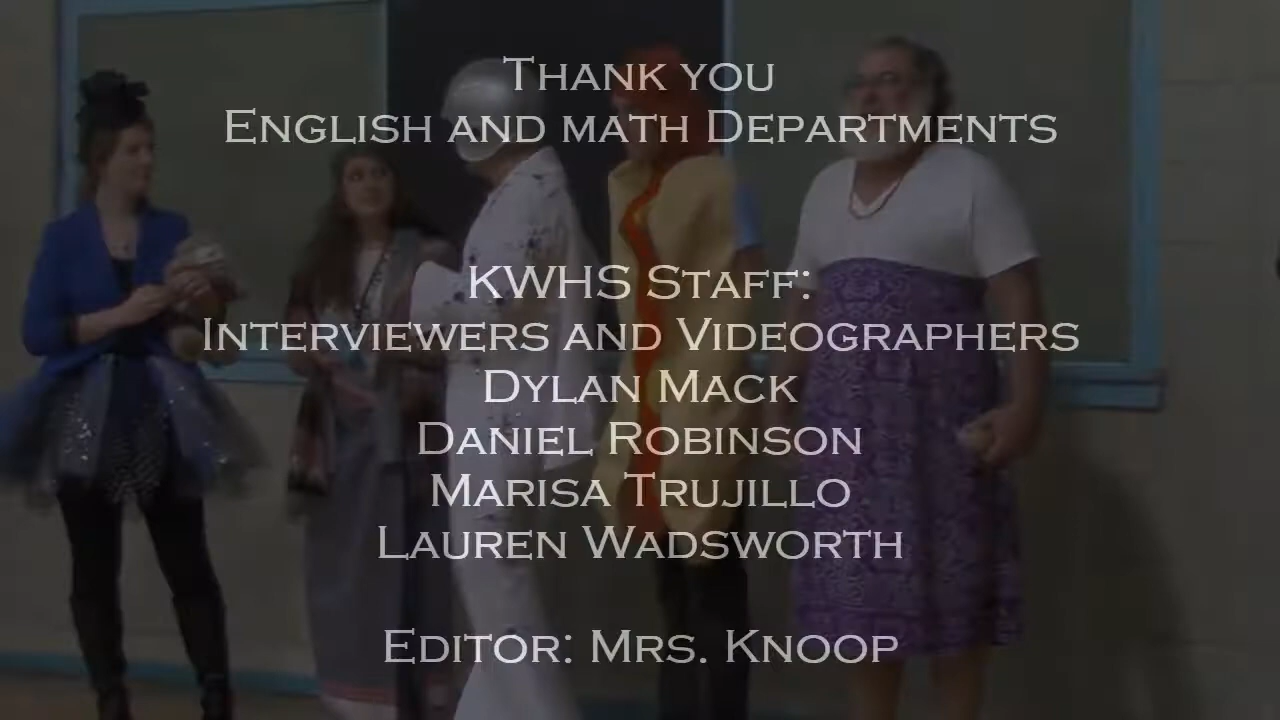 Thank you
English and math Departments
KWHS Staff:
Interviewers and Videographers
Dylan Mack
Daniel Robinson
Marisa Trujillo
Lauren Wadsworth
Editor: Mrs. Knoop